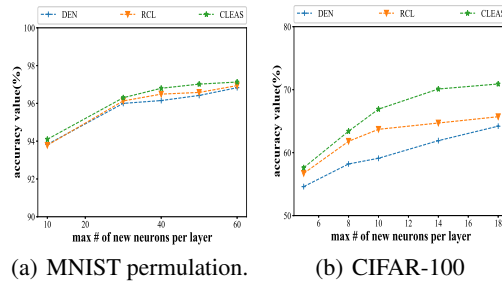 DEN RCL CLEAS
100
98
96
94
92
90
accuracy value(%)
10 20 30 40 50 60
max # of new neurons per layer
(a) MNIST permulation.
DEN RCL CLEAS
80
70
60
50
accuracy value(%)
6 8 10 12 14 16 18
max # of new neurons per layer
(b) CIFAR-100